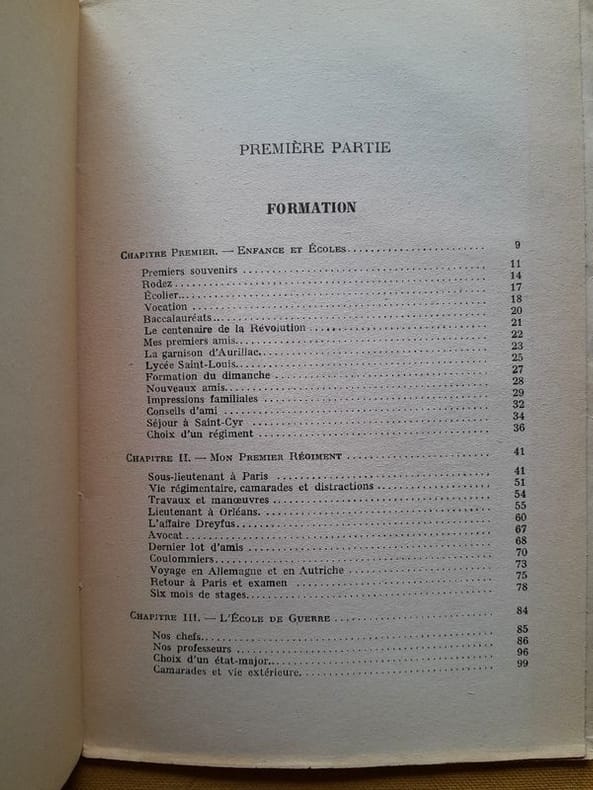 PREMIÈRE PARTIE
FORMATION
CHAPITRE PREMIER. — ENFANCE ET ÉCOLES........................ 9
Premiers souvenirs ........................ 11
Rodez........................ 14
Écolier........................ 17
Vocation ........................ 18
Baccalauréats........................ 20
Le centenaire de la Révolution ........................ 21
Mes premiers amis........................ 22
La garnison d'Aurillac........................ 23
Lycée Saint-Louis........................ 25
Formation du dimanche ........................ 27
Nouveaux amis........................ 28
Impressions familiales ........................ 29
Conseils d'ami ........................ 32
Séjour à Saint-Cyr ........................ 34
Choix d'un régiment ........................ 36
CHAPITRE II. — MON PREMIER RÉGIMENT ........................ 41
Sous-lieutenant à Paris ........................ 41
Vie régimentaire, camarades et distractions........................ 51
Travaux et manœuvres ........................ 54
Lieutenant à Orléans........................ 55
L'affaire Dreyfus........................ 60
Avocat........................ 67
Dernier lot d'amis ........................ 68
Coulommiers........................ 70
Voyage en Allemagne et en Autriche ........................ 73
Retour à Paris et examen ........................ 75
Six mois de stages........................ 78
CHAPITRE III. — L'ÉCOLE DE GUERRE ........................ 84
Nos chefs........................ 85
Nos professeurs ........................ 86
Choix d'un état-major........................ 96
Camarades et vie extérieure........................ 99